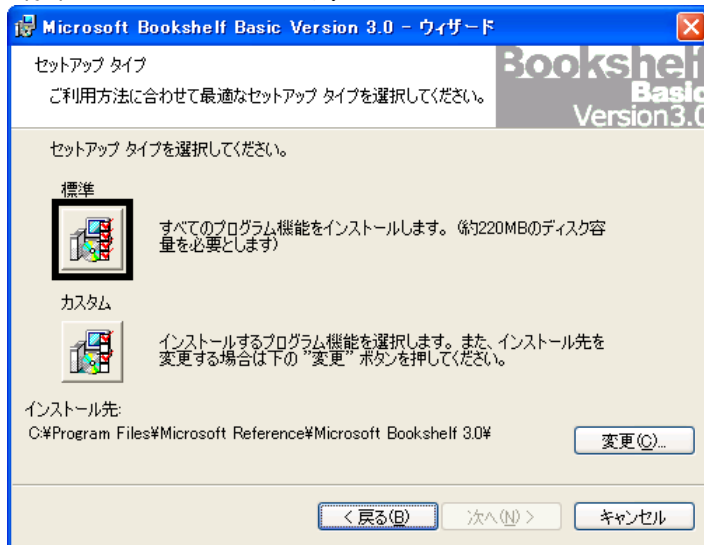 Microsoft Bookshelf Basic Version 3.0 - ウィザード
セットアップ タイプ
ご利用方法に合わせて最適なセットアップ タイプを選択してください。
Bookshelf
Basic
Version3.0
セットアップ タイプを選択してください。
標準
すべてのプログラム機能をインストールします。（約220MBのディスク容
量を必要とします）
カスタム
インストールするプログラム機能を選択します。また、インストール先を
変更する場合は下の ”変更” ボタンを押してください。
インストール先:
C:¥Program Files¥Microsoft Reference¥Microsoft Bookshelf 3.0¥
変更(C)...
< 戻る(B)
次へ(N) >
キャンセル